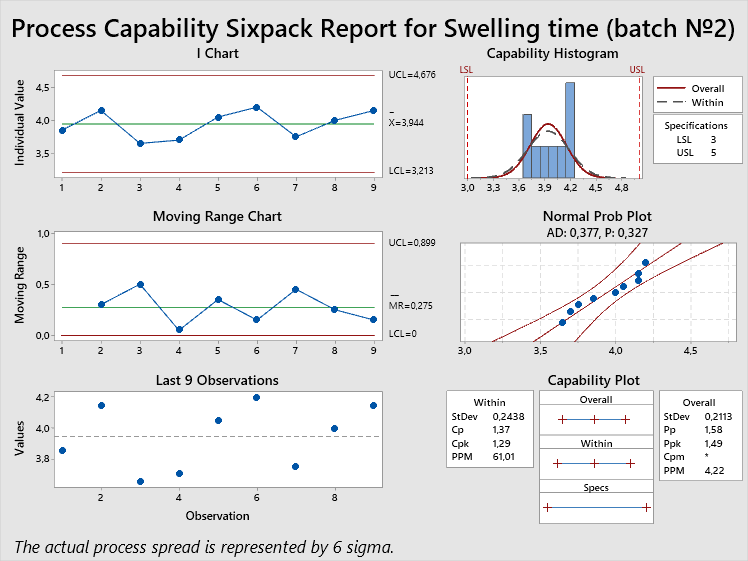 Process Capability Sixpack Report for Swelling time (batch №2)
I Chart
Individual Value
4,5
4,0
3,5
UCL=4,676
_
X=3,944
LCL=3,213
1 2 3 4 5 6 7 8 9
Moving Range Chart
Moving Range
1,0
0,5
0,0
UCL=0,899
__
MR=0,275
LCL=0
1 2 3 4 5 6 7 8 9
Last 9 Observations
Values
4,2
4,0
3,8
2 4 6 8
Observation
Capability Histogram
LSL USL
Overall
Within
Specifications
LSL 3
USL 5
3,0 3,3 3,6 3,9 4,2 4,5 4,8
Normal Prob Plot
AD: 0,377, P: 0,327
3,0 3,5 4,0 4,5
Capability Plot
Within
StDev 0,2438
Cp 1,37
Cpk 1,29
PPM 61,01
Overall
Within
Specs
Overall
StDev 0,2113
Pp 1,58
Ppk 1,49
Cpm *
PPM 4,22
The actual process spread is represented by 6 sigma.